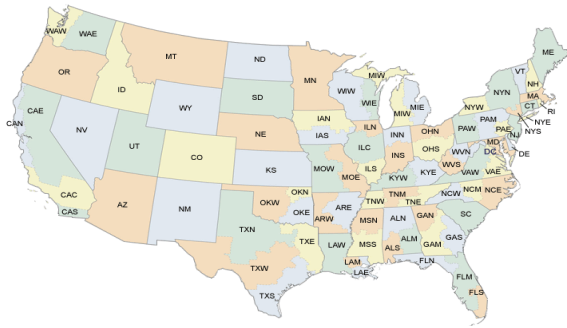 WAW
WAE
MT
ND
MN
MIW
ME
VT
NH
OR
ID
SD
WIW
WIE
MIW
MIE
NYN
NYW
MA
CT
RI
NYE
NYS
CAN
CAE
NV
WY
IAN
IAS
NE
ILN
INN
OHN
PAW
PAM
PAE
NJ
UT
CO
KS
MOW
MOE
ILC
ILS
INS
OHS
WVN
WVS
MD
DC
DE
CAC
CAS
AZ
NM
OKW
OKN
OKE
ARW
ARE
KYW
KYE
VAW
VAE
TNW
TNM
TNE
NCW
NCM
NCE
TXN
TXE
TXW
TXS
LAW
LAM
LAE
MSN
MSS
ALN
ALM
ALS
GAN
GAM
GAS
SC
FLN
FLM
FLS